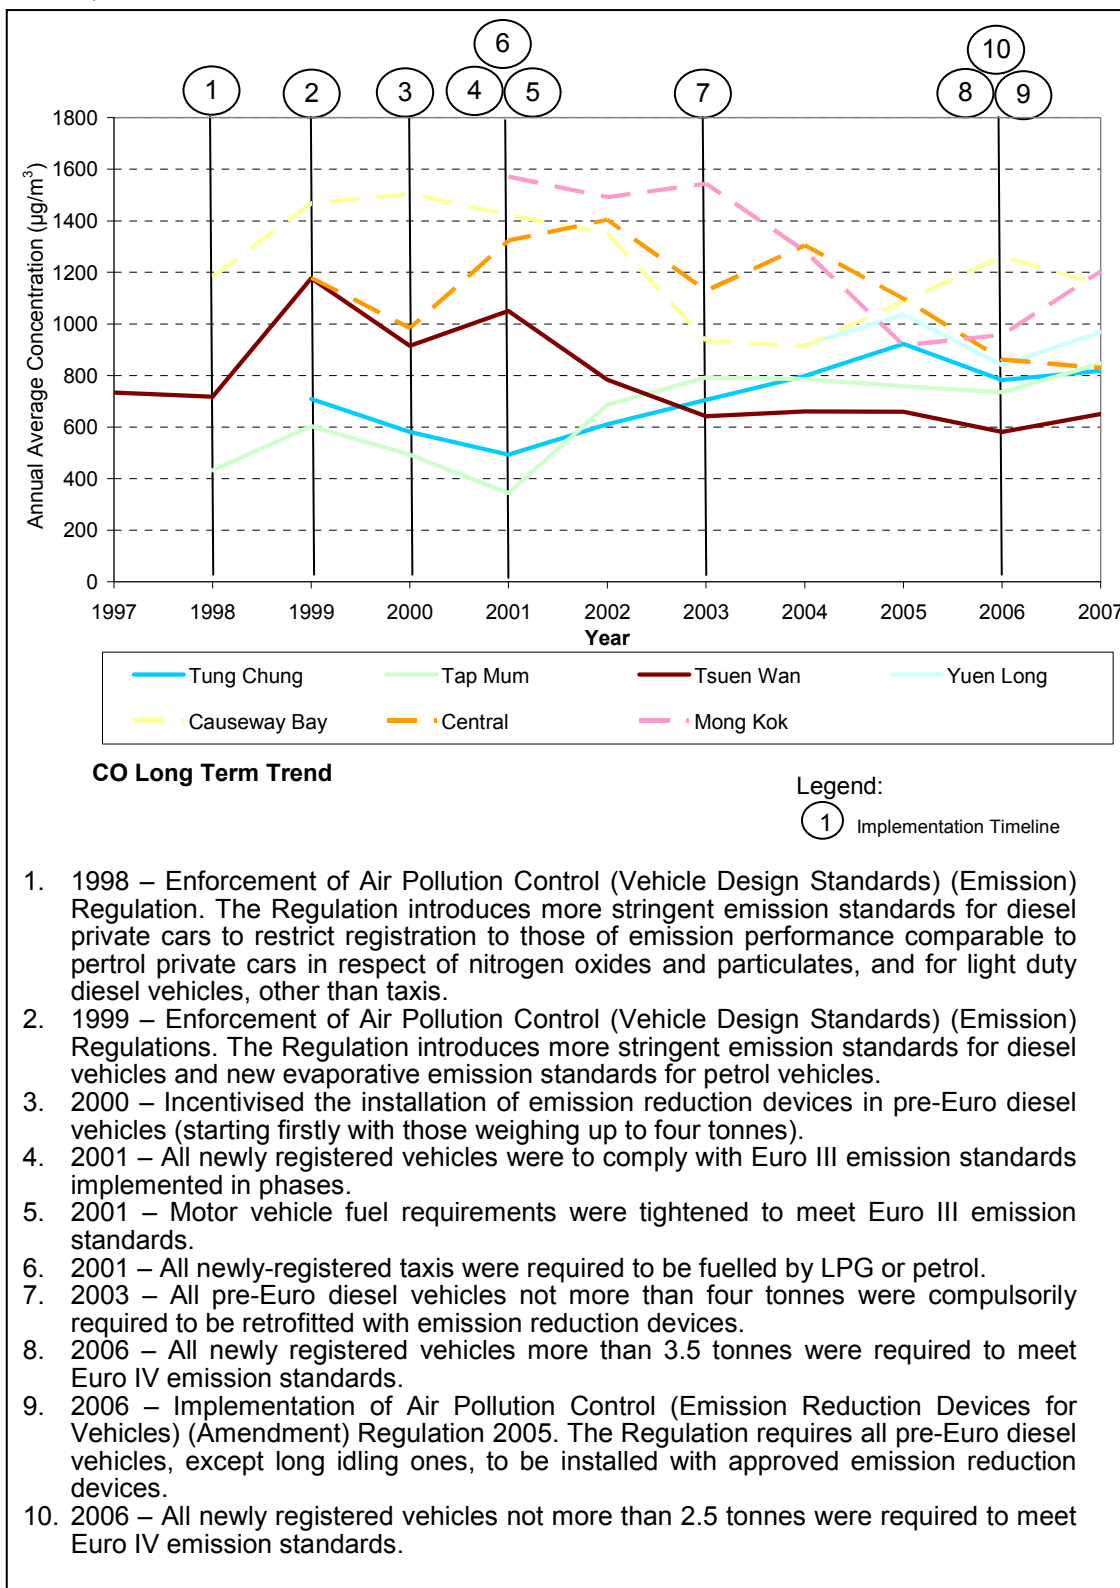 6
10
1
2
3
4
5
7
8
9
1800
1600
1400
1200
1000
800
600
400
200
0
Annual Average Concentration (µg/m³)
1997 1998 1999 2000 2001 2002 2003 2004 2005 2006 2007
Year
Tung Chung Tap Mum Tsuen Wan Yuen Long
Causeway Bay Central Mong Kok
CO Long Term Trend
Legend:
1 Implementation Timeline
1. 1998 – Enforcement of Air Pollution Control (Vehicle Design Standards) (Emission)
Regulation. The Regulation introduces more stringent emission standards for diesel
private cars to restrict registration to those of emission performance comparable to
pertrol private cars in respect of nitrogen oxides and particulates, and for light duty
diesel vehicles, other than taxis.
2. 1999 – Enforcement of Air Pollution Control (Vehicle Design Standards) (Emission)
Regulations. The Regulation introduces more stringent emission standards for diesel
vehicles and new evaporative emission standards for petrol vehicles.
3. 2000 – Incentivised the installation of emission reduction devices in pre-Euro diesel
vehicles (starting firstly with those weighing up to four tonnes).
4. 2001 – All newly registered vehicles were to comply with Euro III emission standards
implemented in phases.
5. 2001 – Motor vehicle fuel requirements were tightened to meet Euro III emission
standards.
6. 2001 – All newly-registered taxis were required to be fuelled by LPG or petrol.
7. 2003 – All pre-Euro diesel vehicles not more than four tonnes were compulsorily
required to be retrofitted with emission reduction devices.
8. 2006 – All newly registered vehicles more than 3.5 tonnes were required to meet
Euro IV emission standards.
9. 2006 – Implementation of Air Pollution Control (Emission Reduction Devices for
Vehicles) (Amendment) Regulation 2005. The Regulation requires all pre-Euro diesel
vehicles, except long idling ones, to be installed with approved emission reduction
devices.
10. 2006 – All newly registered vehicles not more than 2.5 tonnes were required to meet
Euro IV emission standards.